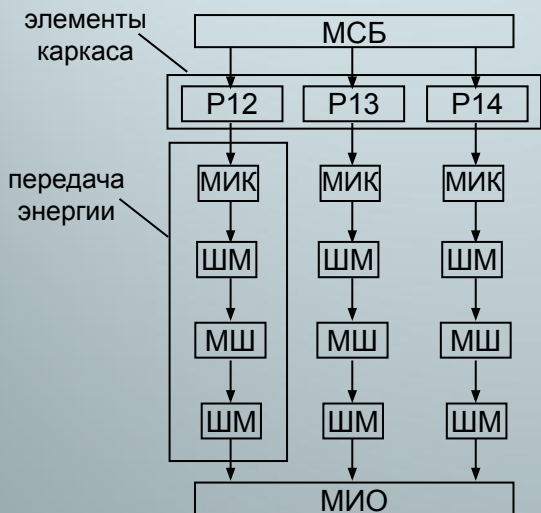 элементы
каркаса
МСБ
Р12 Р13 Р14
передача
энергии
МИК МИК МИК
ШМ ШМ ШМ
МШ МШ МШ
ШМ ШМ ШМ
МИО